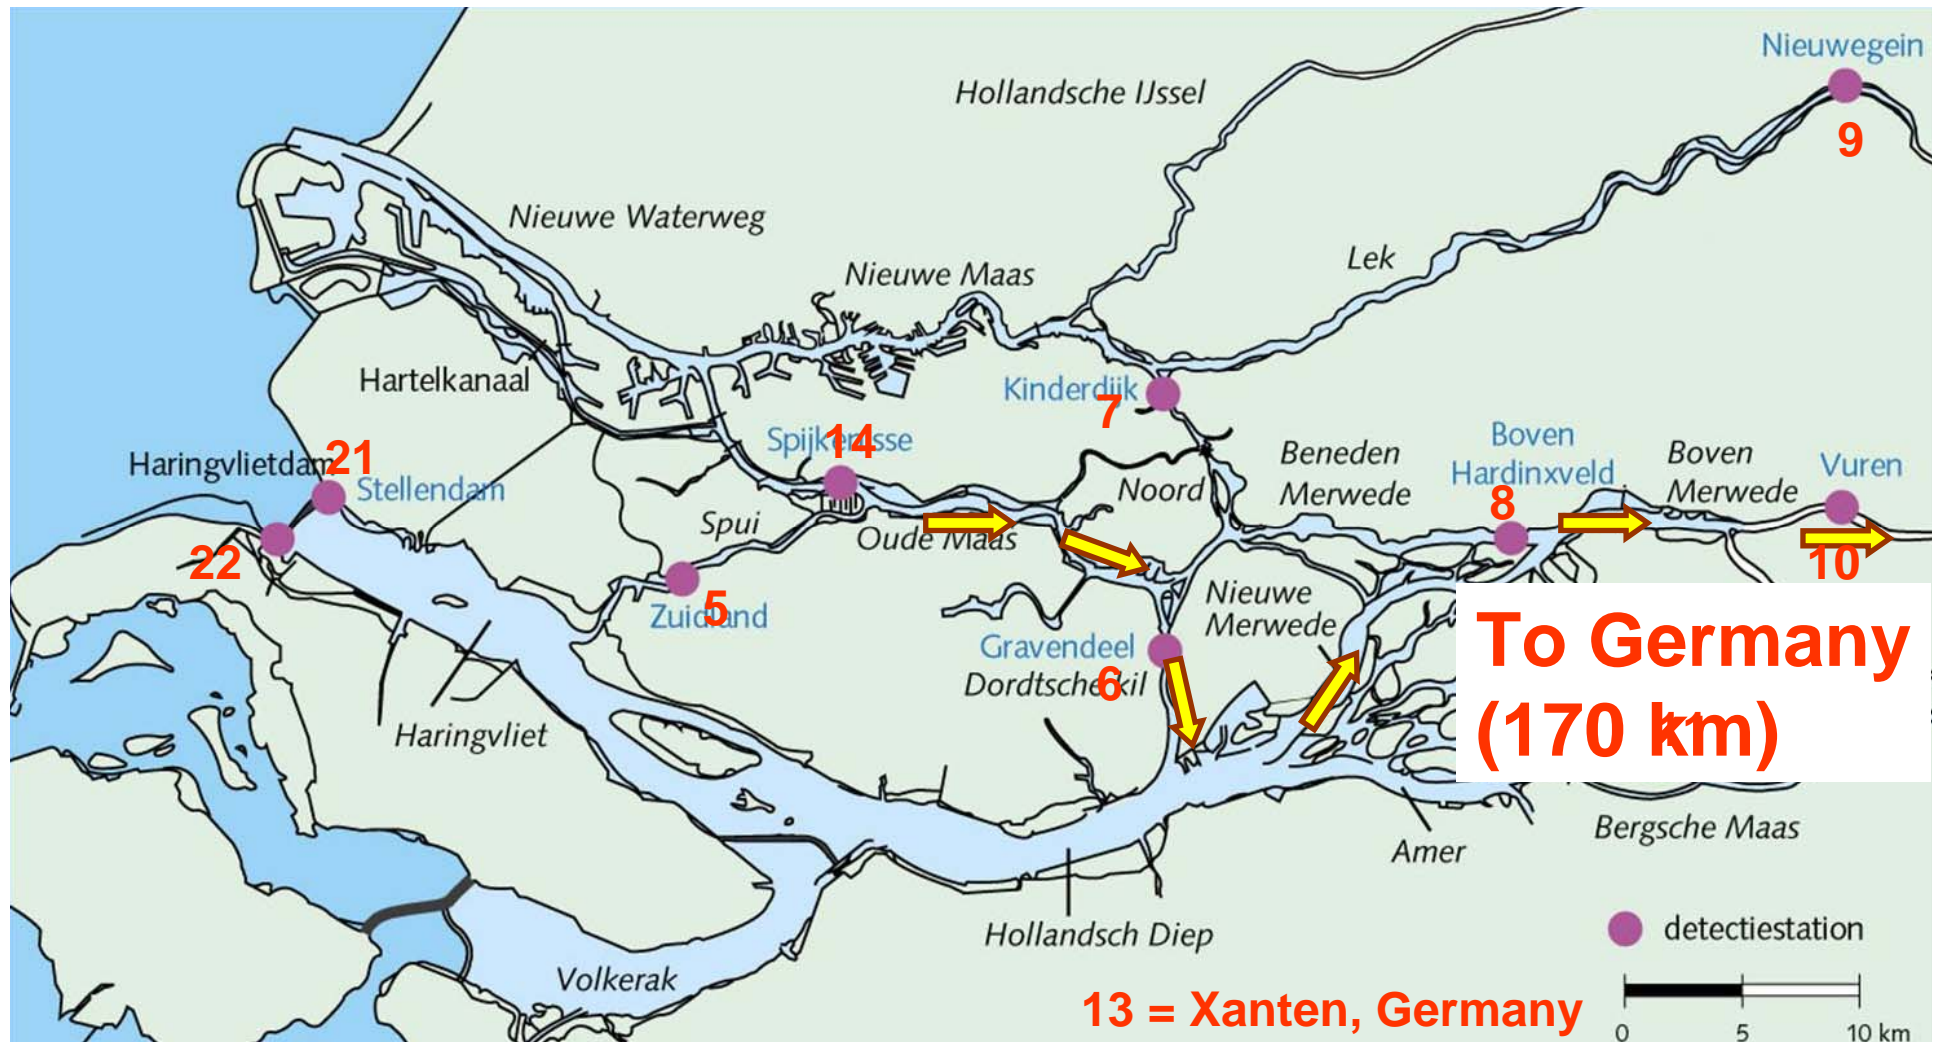 Nieuwegein
9
Hollandsche IJssel
Nieuwe Waterweg
Nieuwe Maas
Lek
Hartelkanaal
Kinderdijk
7
14
Spijkenisse
Haringvlietdam
21
Stellendam
22
Spui
Oude Maas
Noord
Beneden
Merwede
Boven
Hardinxveld
8
Boven
Merwede
Vuren
10
5
Zuidland
Nieuwe
Merwede
Gravendeel
Dordtsche kil
6
To Germany
(170 km)
Haringvliet
Bergsche Maas
Amer
Hollandsch Diep
Volkerak
detectiestation
13 = Xanten, Germany
0 5 10 km